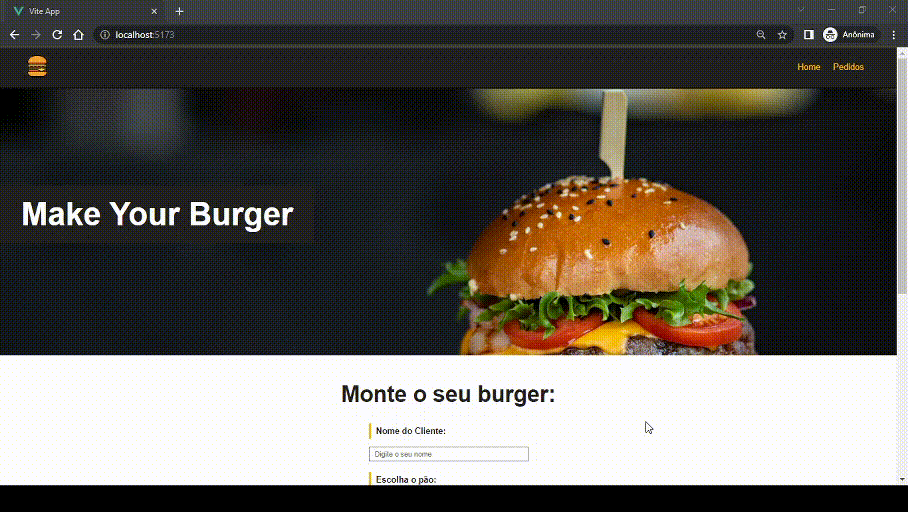 Vite App
localhost:5173
Anônima
Home
Pedidos
Make Your Burger
Monte o seu burger:
Nome do Cliente:
Digite o seu nome
Escolha o pão: